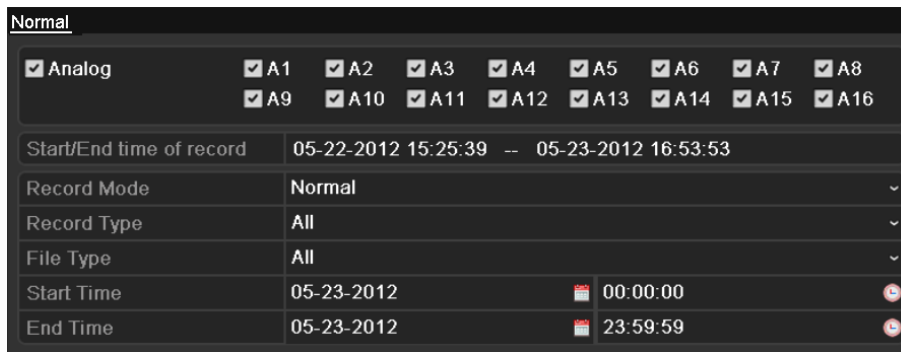 Normal
Analog A1 A2 A3 A4 A5 A6 A7 A8
A9 A10 A11 A12 A13 A14 A15 A16
Start/End time of record 05-22-2012 15:25:39 -- 05-23-2012 16:53:53
Record Mode Normal
Record Type All
File Type All
Start Time 05-23-2012 00:00:00
End Time 05-23-2012 23:59:59